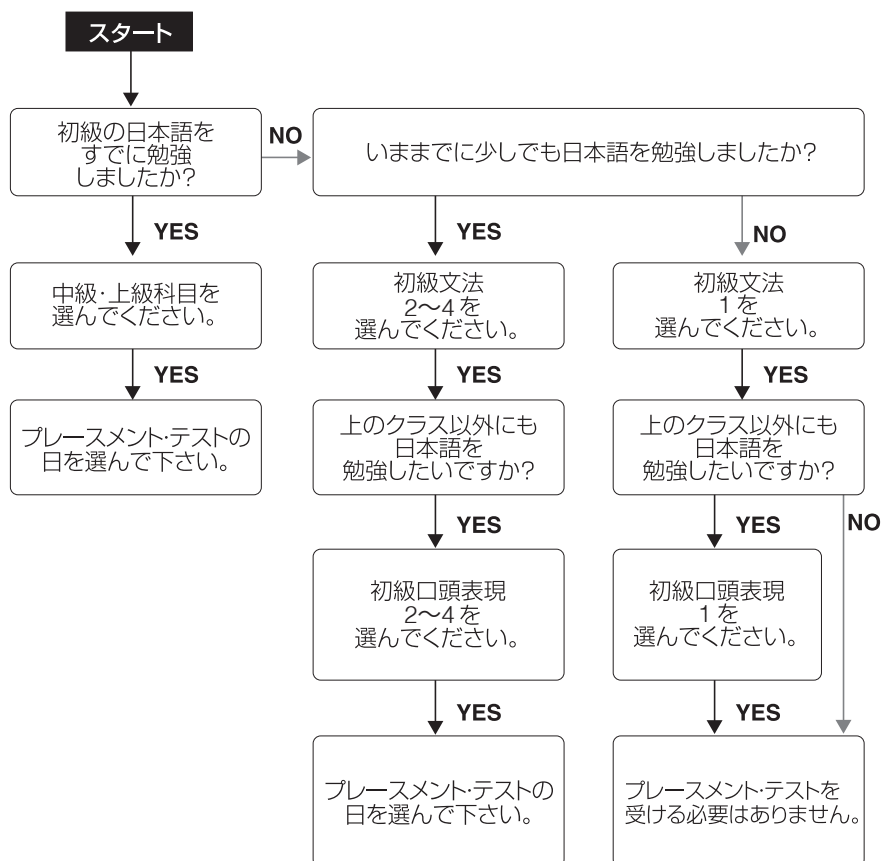 スタート
初級の日本語を
すでに勉強
しましたか?
NO
いままでに少しでも日本語を勉強しましたか?
YES
YES
NO
中級・上級科目を
選んでください。
初級文法
2〜4を
選んでください。
初級文法
1を
選んでください。
YES
YES
YES
プレースメント・テストの
日を選んで下さい。
上のクラス以外にも
日本語を
勉強したいですか?
上のクラス以外にも
日本語を
勉強したいですか?
YES
YES
NO
初級口頭表現
2〜4を
選んでください。
初級口頭表現
1を
選んでください。
YES
YES
プレースメント・テストの
日を選んで下さい。
プレースメント・テストを
受ける必要はありません。